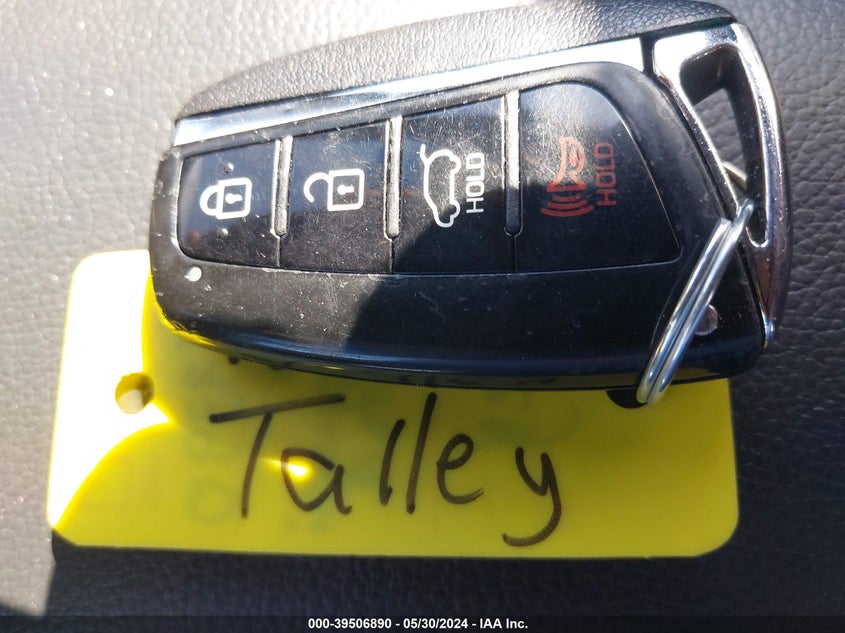 HOLD
HOLD
Talley
000-39506890 - 05/30/2024 - IAA Inc.